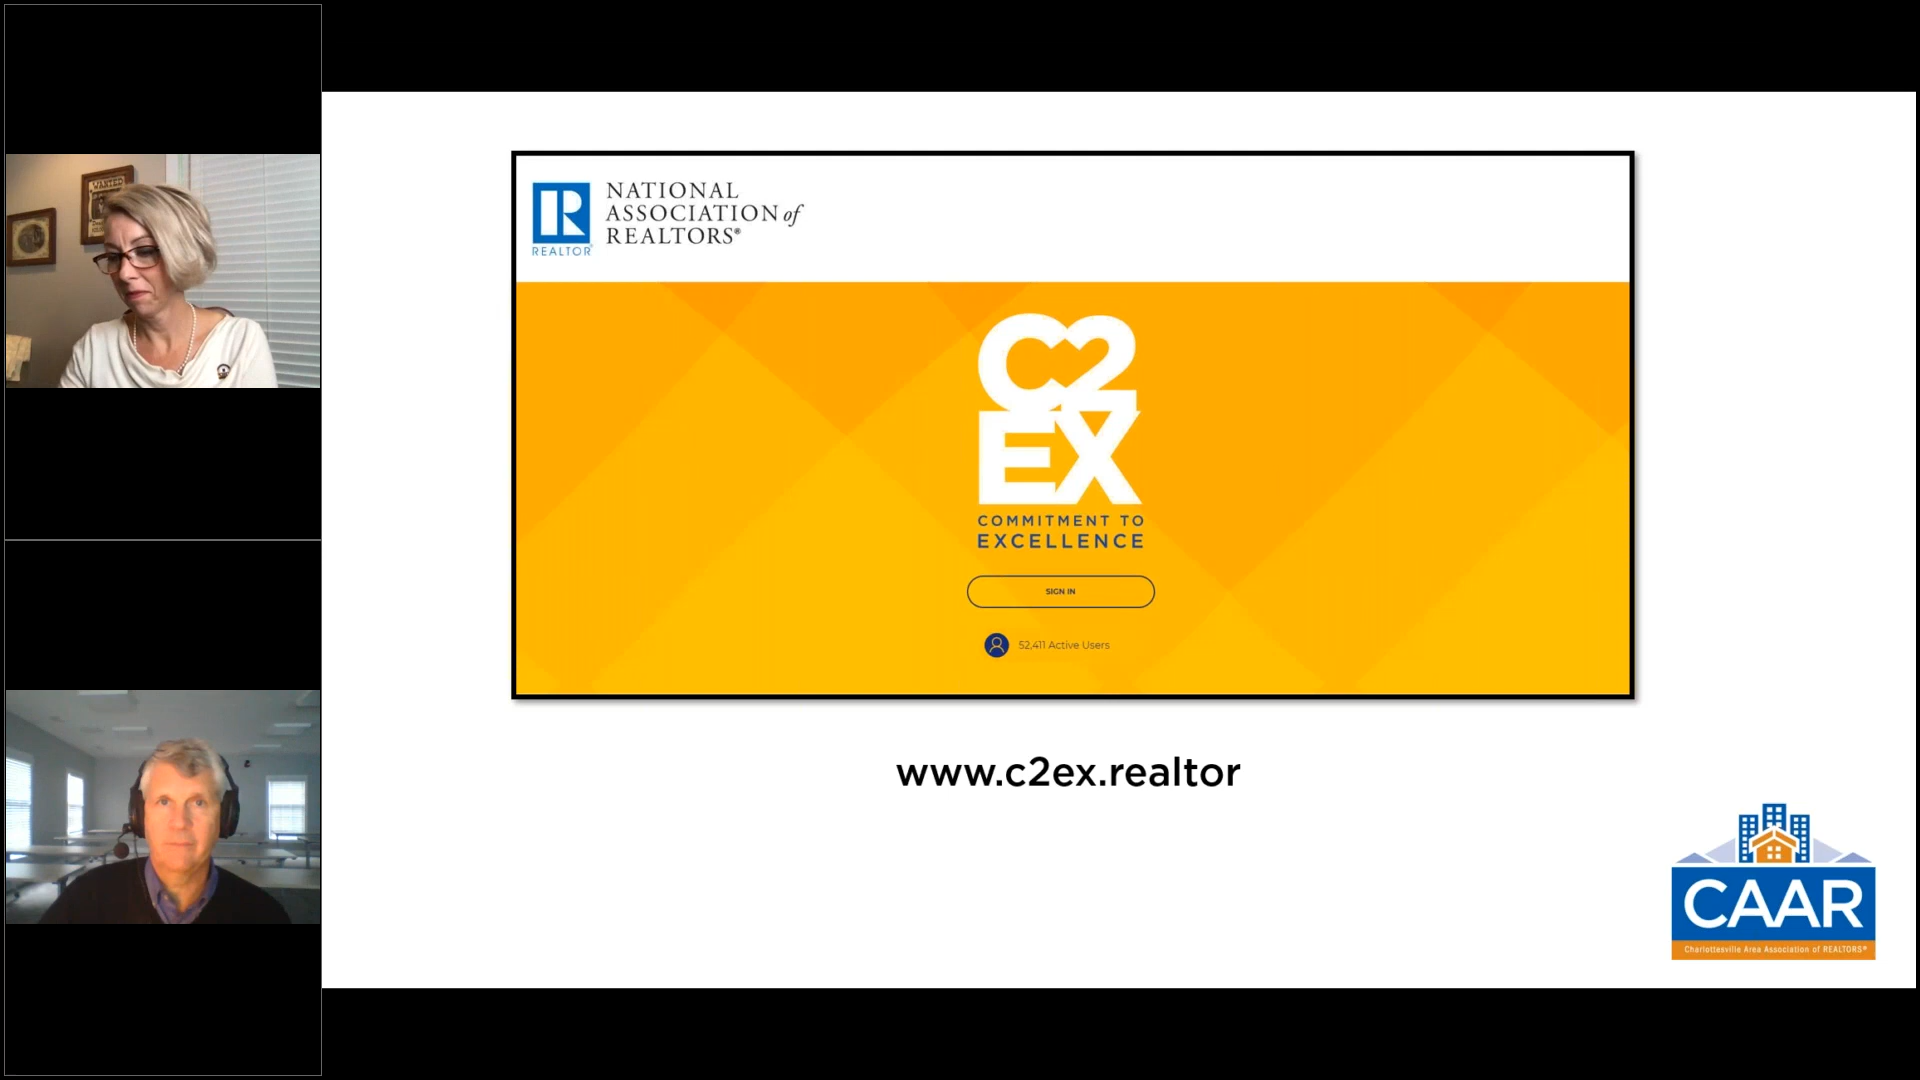 WANTED
NATIONAL
ASSOCIATION of
REALTORS®
REALTOR®
C2
EX
COMMITMENT TO
EXCELLENCE
SIGN IN
52,411 Active Users
www.c2ex.realtor
CAAR
Charlottesville Area Association of REALTORS®